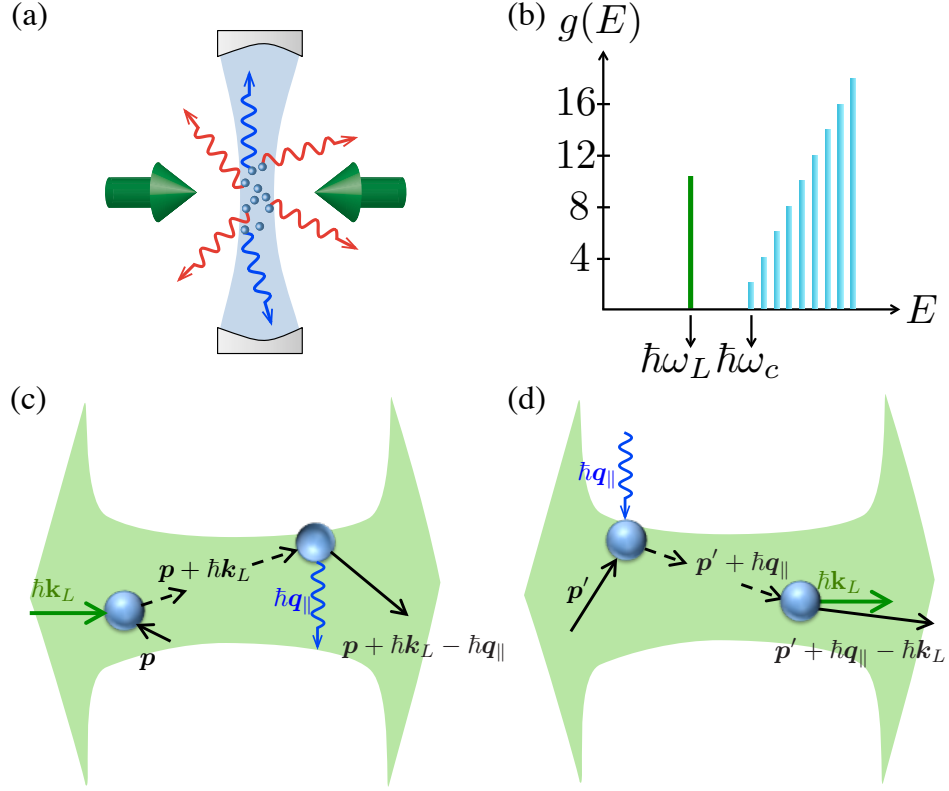 (a)
(b) g(E)
16
12
8
4
E
ħω_L ħω_c
(c)
ħk_L
p + ħk_L
p
ħq_∥
p + ħk_L − ħq_∥
(d)
ħq_∥
p′
p′ + ħq_∥
ħk_L
p′ + ħq_∥ − ħk_L